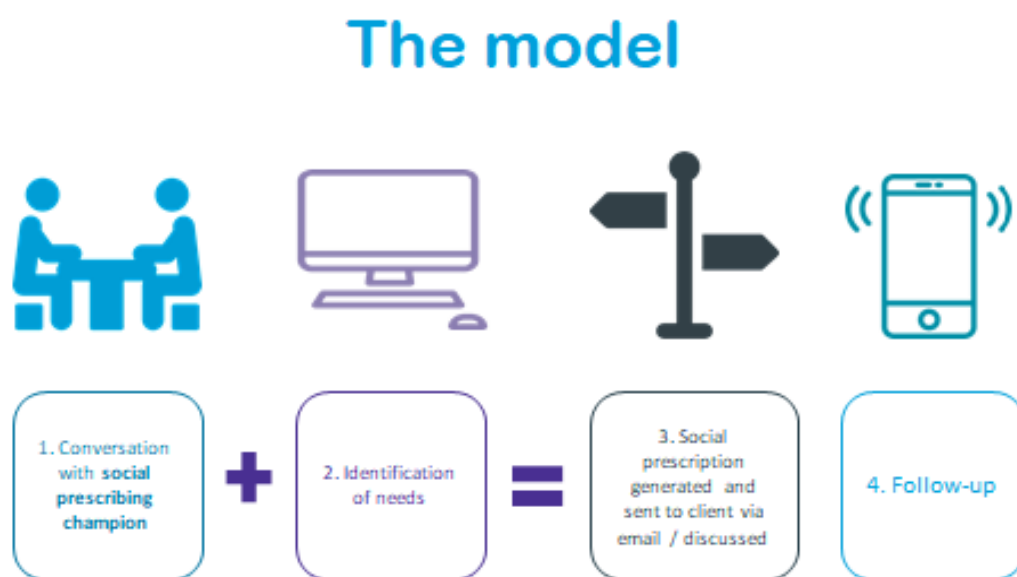 The model
1. Conversation
with social
prescribing
champion
+
2. Identification
of needs
=
3. Social
prescription
generated and
sent to client via
email / discussed
4. Follow-up